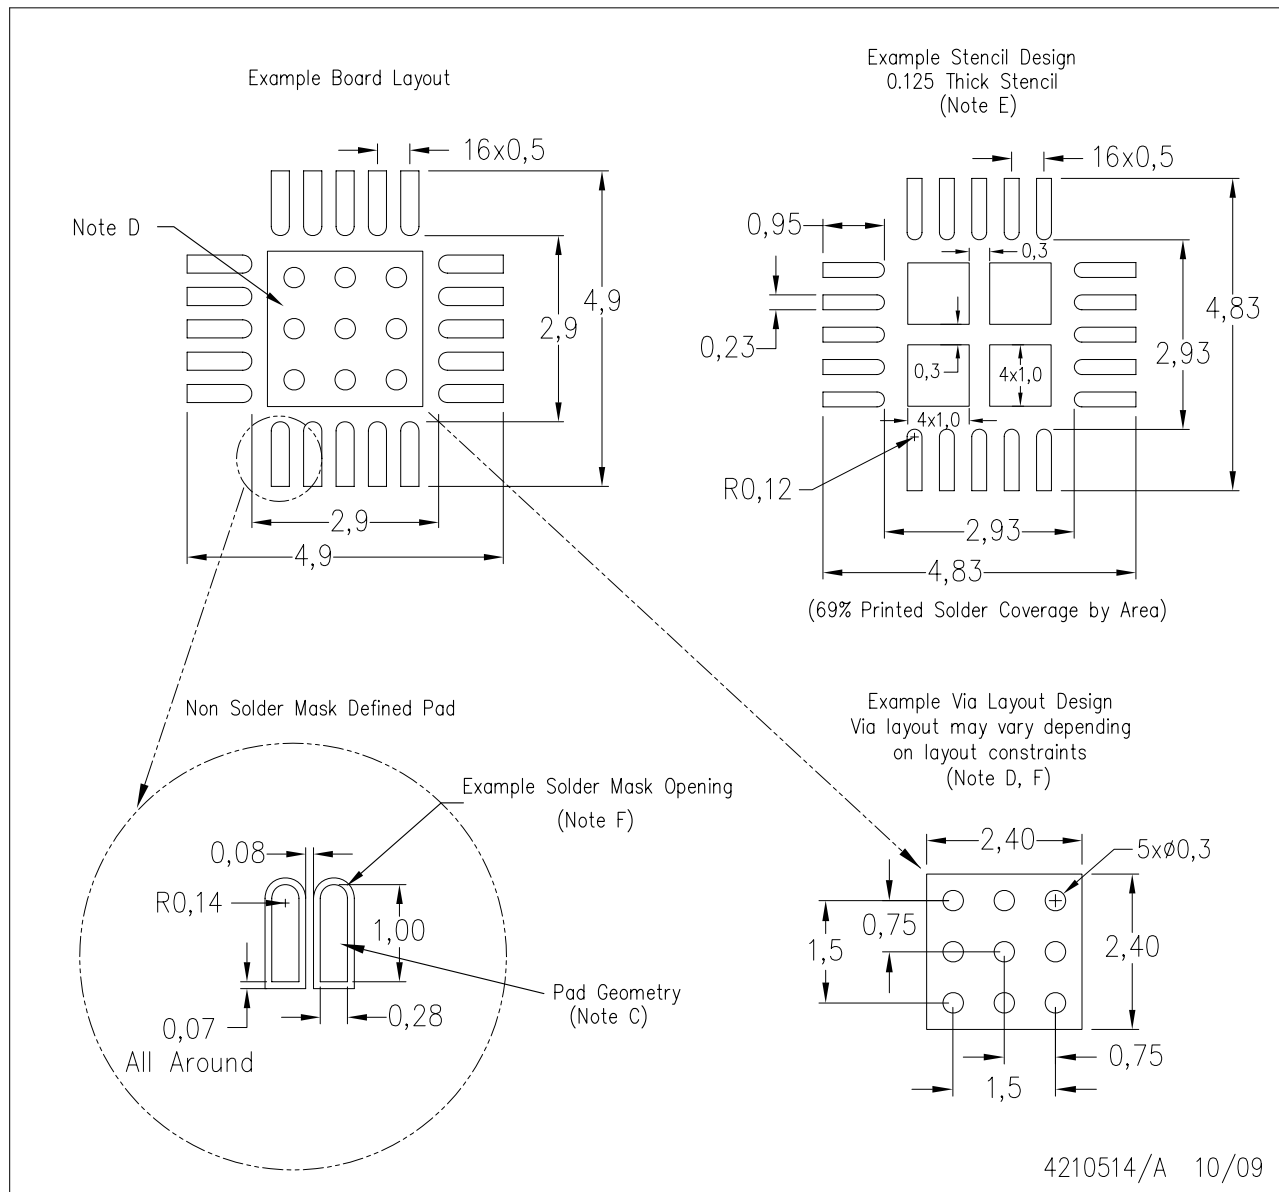 Example Board Layout
16x0,5
Note D
2,9
4,9
2,9
4,9
Example Stencil Design
0.125 Thick Stencil
(Note E)
16x0,5
0,95
0,3
0,23
0,3
4x1,0
4x1,0
4,83
2,93
R0,12
2,93
4,83
(69% Printed Solder Coverage by Area)
Non Solder Mask Defined Pad
Example Solder Mask Opening
(Note F)
0,08
R0,14
1,00
Pad Geometry
(Note C)
0,28
0,07
All Around
Example Via Layout Design
Via layout may vary depending
on layout constraints
(Note D, F)
2,40
5xø0,3
0,75
1,5
2,40
0,75
1,5
4210514/A 10/09